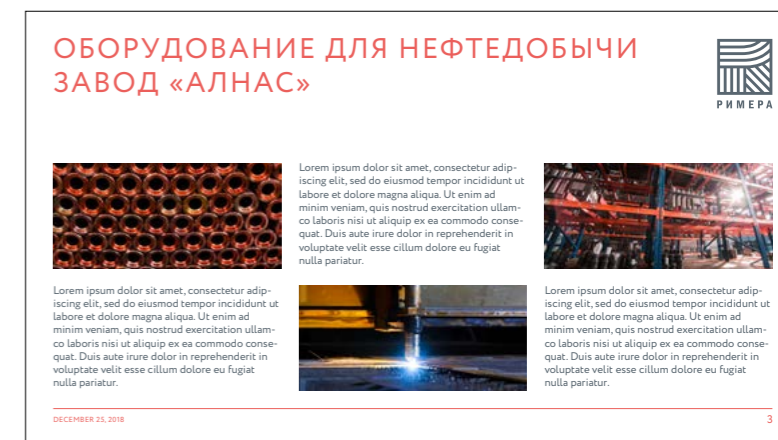 ОБОРУДОВАНИЕ ДЛЯ НЕФТЕДОБЫЧИ
ЗАВОД «АЛНАС»
РИМЕРА
Lorem ipsum dolor sit amet, consectetur adip-
iscing elit, sed do eiusmod tempor incididunt ut
labore et dolore magna aliqua. Ut enim ad
minim veniam, quis nostrud exercitation ullam-
co laboris nisi ut aliquip ex ea commodo conse-
quat. Duis aute irure dolor in reprehenderit in
voluptate velit esse cillum dolore eu fugiat
nulla pariatur.
Lorem ipsum dolor sit amet, consectetur adip-
iscing elit, sed do eiusmod tempor incididunt ut
labore et dolore magna aliqua. Ut enim ad
minim veniam, quis nostrud exercitation ullam-
co laboris nisi ut aliquip ex ea commodo conse-
quat. Duis aute irure dolor in reprehenderit in
voluptate velit esse cillum dolore eu fugiat
nulla pariatur.
Lorem ipsum dolor sit amet, consectetur adip-
iscing elit, sed do eiusmod tempor incididunt ut
labore et dolore magna aliqua. Ut enim ad
minim veniam, quis nostrud exercitation ullam-
co laboris nisi ut aliquip ex ea commodo conse-
quat. Duis aute irure dolor in reprehenderit in
voluptate velit esse cillum dolore eu fugiat
nulla pariatur.
DECEMBER 25, 2018
3